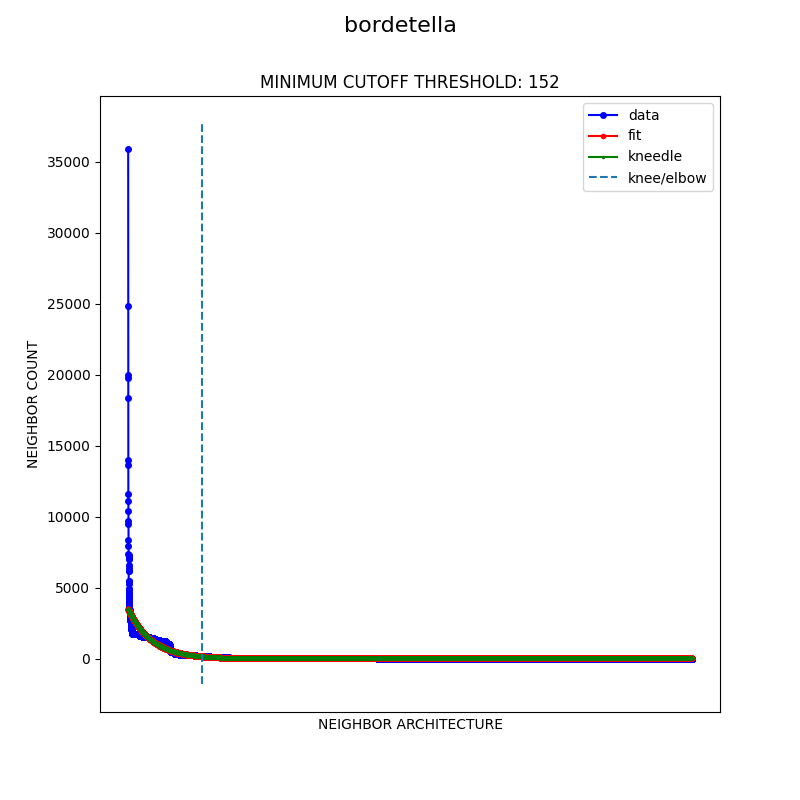 bordetella
MINIMUM CUTOFF THRESHOLD: 152
data
fit
kneedle
knee/elbow
35000
30000
25000
20000
15000
10000
5000
0
NEIGHBOR COUNT
NEIGHBOR ARCHITECTURE